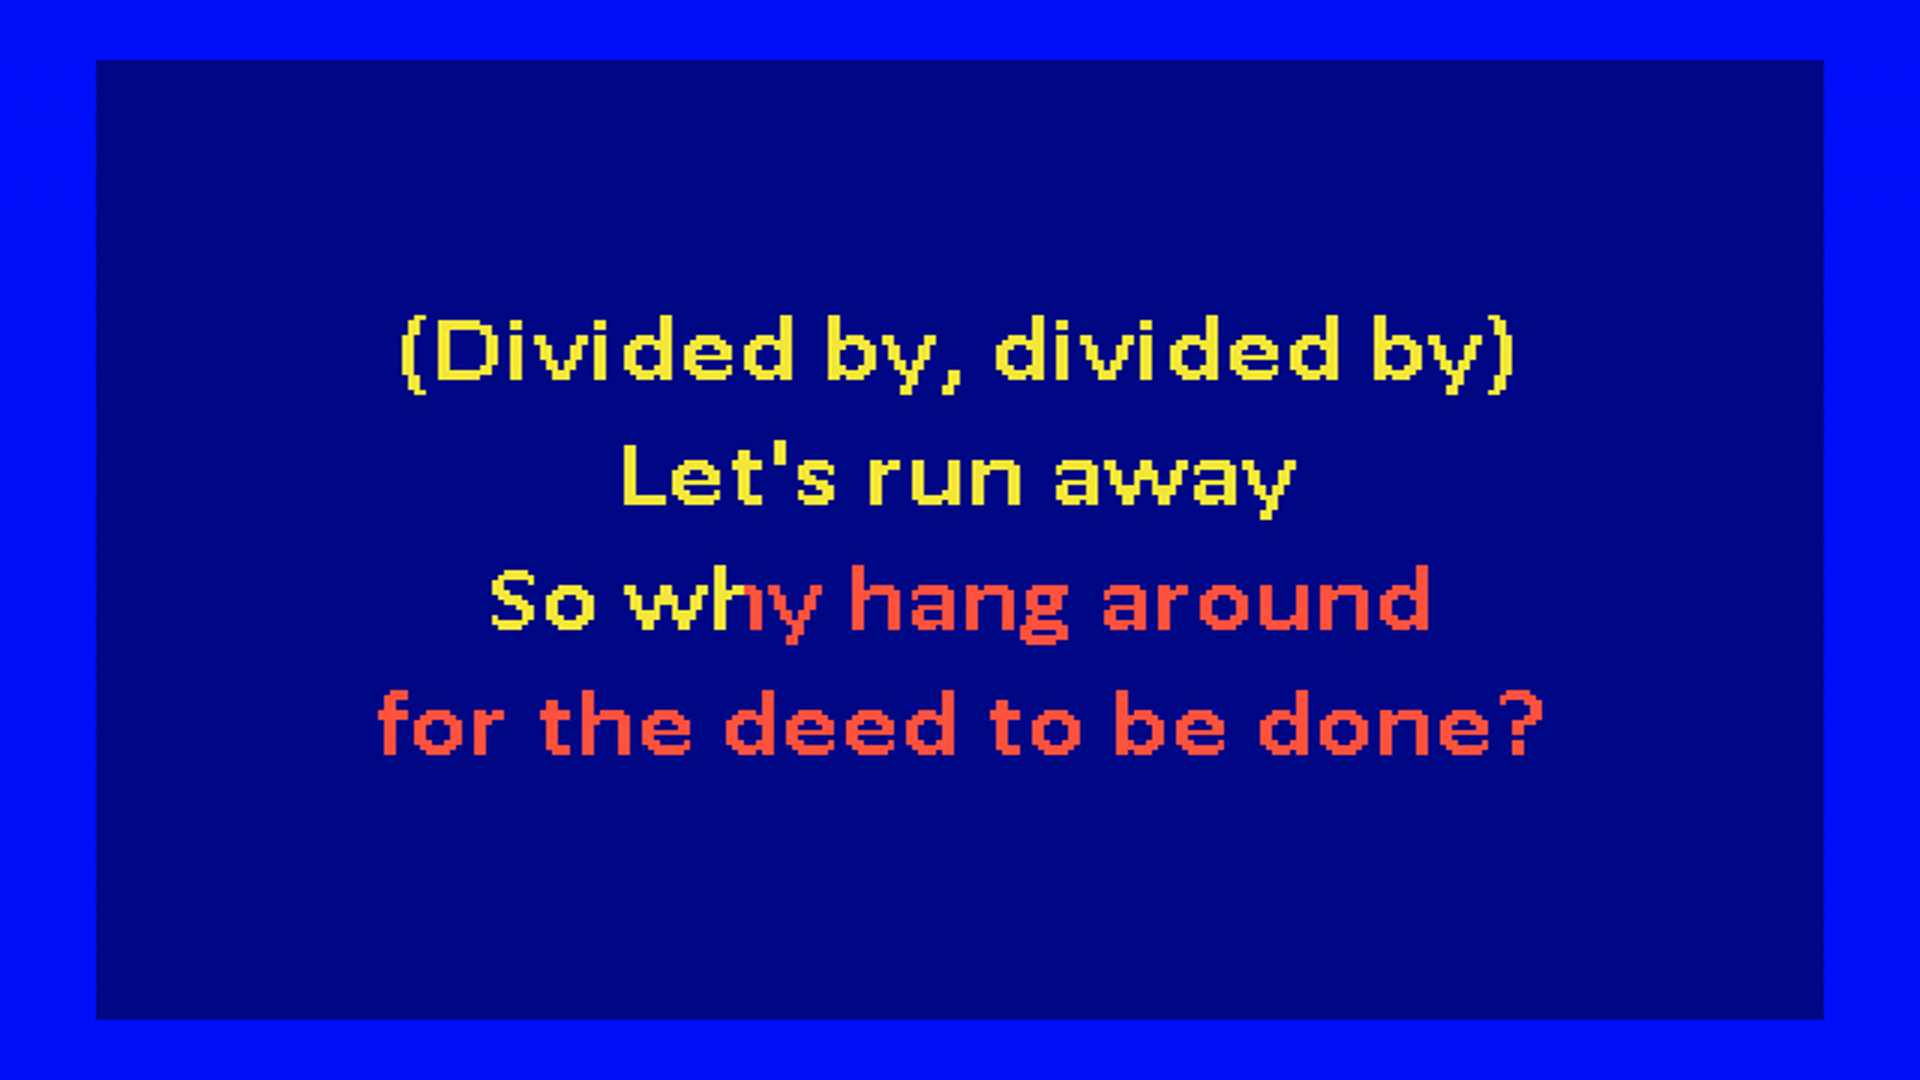 (Divided by, divided by)
Let's run away
So why hang around
for the deed to be done?